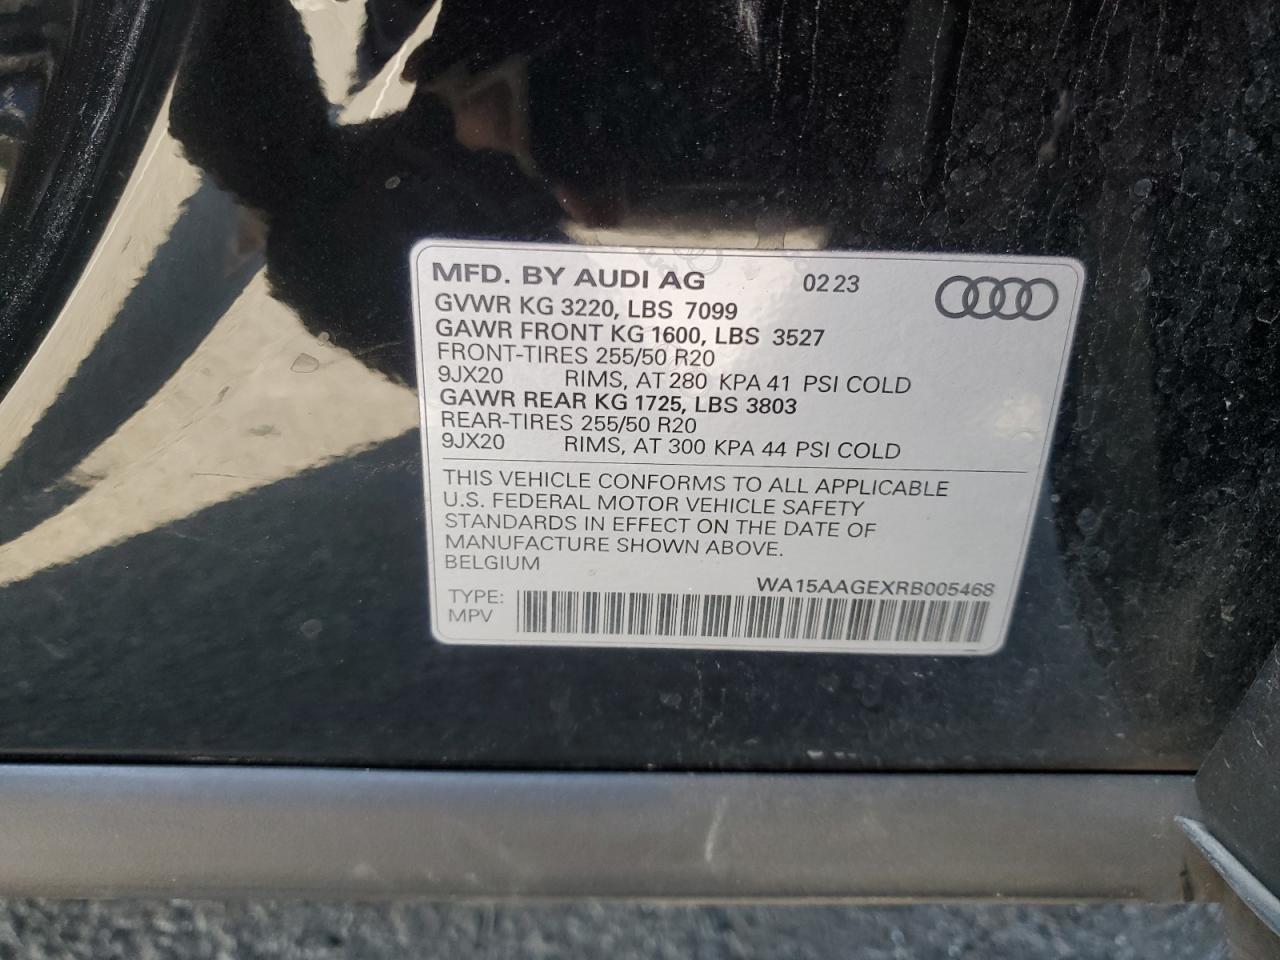 MFD. BY AUDI AG 0223
GVWR KG 3220, LBS 7099
GAWR FRONT KG 1600, LBS 3527
FRONT-TIRES 255/50 R20
9JX20 RIMS, AT 280 KPA 41 PSI COLD
GAWR REAR KG 1725, LBS 3803
REAR-TIRES 255/50 R20
9JX20 RIMS, AT 300 KPA 44 PSI COLD
THIS VEHICLE CONFORMS TO ALL APPLICABLE
U.S. FEDERAL MOTOR VEHICLE SAFETY
STANDARDS IN EFFECT ON THE DATE OF
MANUFACTURE SHOWN ABOVE.
BELGIUM
WA15AAGEXRB005468
TYPE:
MPV